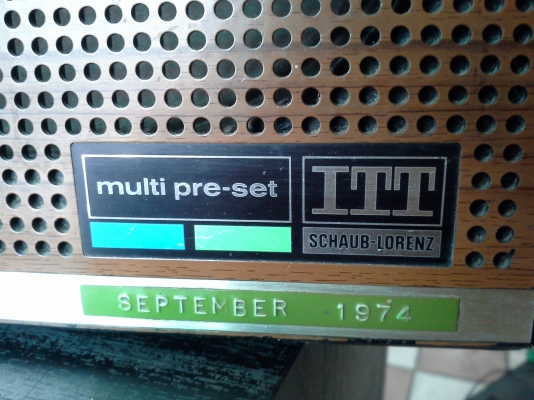 multi pre-set
ITT
SCHAUB-LORENZ
SEPTEMBER 1974